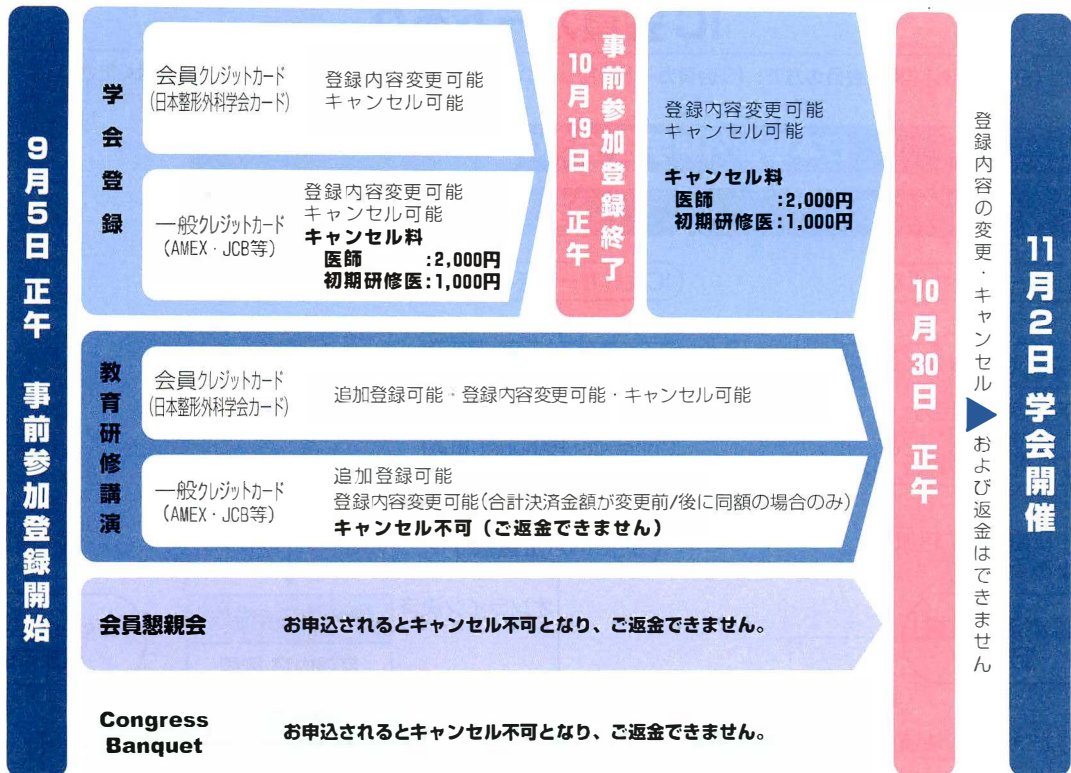 9月5日 正午 事前参加登録開始
学会登録
会員クレジットカード
(日本整形外科学会カード)
登録内容変更可能
キャンセル可能
一般クレジットカード
(AMEX・JCB等)
登録内容変更可能
キャンセル可能
キャンセル料
医師 :2,000円
初期研修医:1,000円
事前参加登録終了
10月19日 正午
登録内容変更可能
キャンセル可能
キャンセル料
医師 :2,000円
初期研修医:1,000円
教育研修講演
会員クレジットカード
(日本整形外科学会カード)
追加登録可能・登録内容変更可能・キャンセル可能
一般クレジットカード
(AMEX・JCB等)
追加登録可能
登録内容変更可能(合計決済金額が変更前/後に同額の場合のみ)
キャンセル不可(ご返金できません)
会員懇親会
お申込されるとキャンセル不可となり、ご返金できません。
Congress
Banquet
お申込されるとキャンセル不可となり、ご返金できません。
10月30日 正午
登録内容の変更・キャンセル および返金はできません
11月2日 学会開催